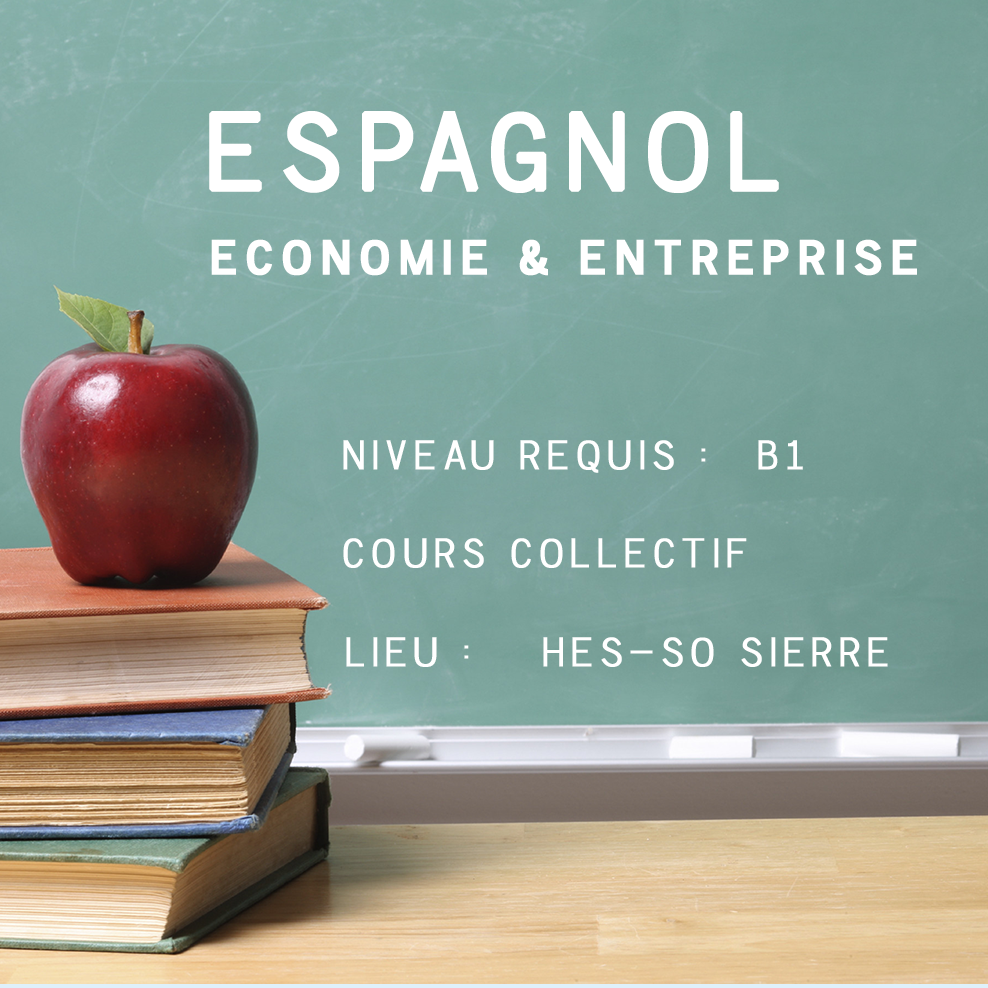 ESPAGNOL
ECONOMIE & ENTREPRISE
NIVEAU REQUIS : B1
COURS COLLECTIF
LIEU : HES-SO SIERRE